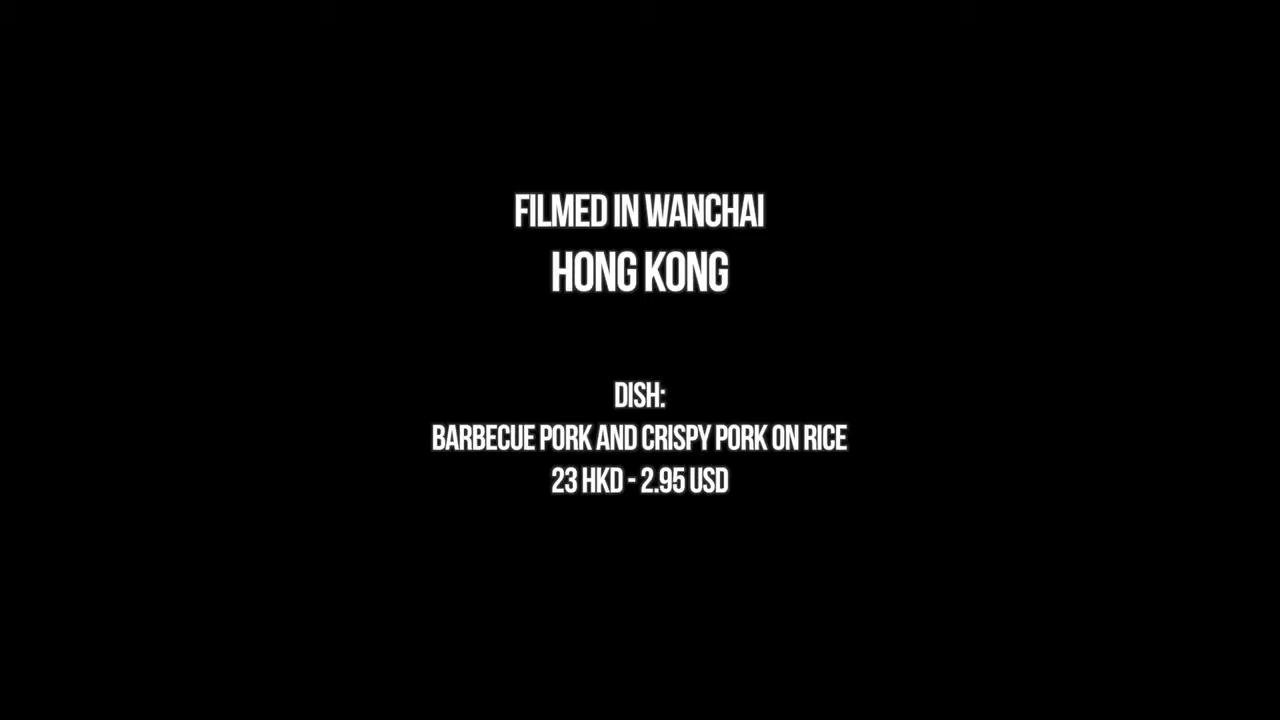 FILMED IN WANCHAI
HONG KONG
DISH:
BARBECUE PORK AND CRISPY PORK ON RICE
23 HKD - 2.95 USD